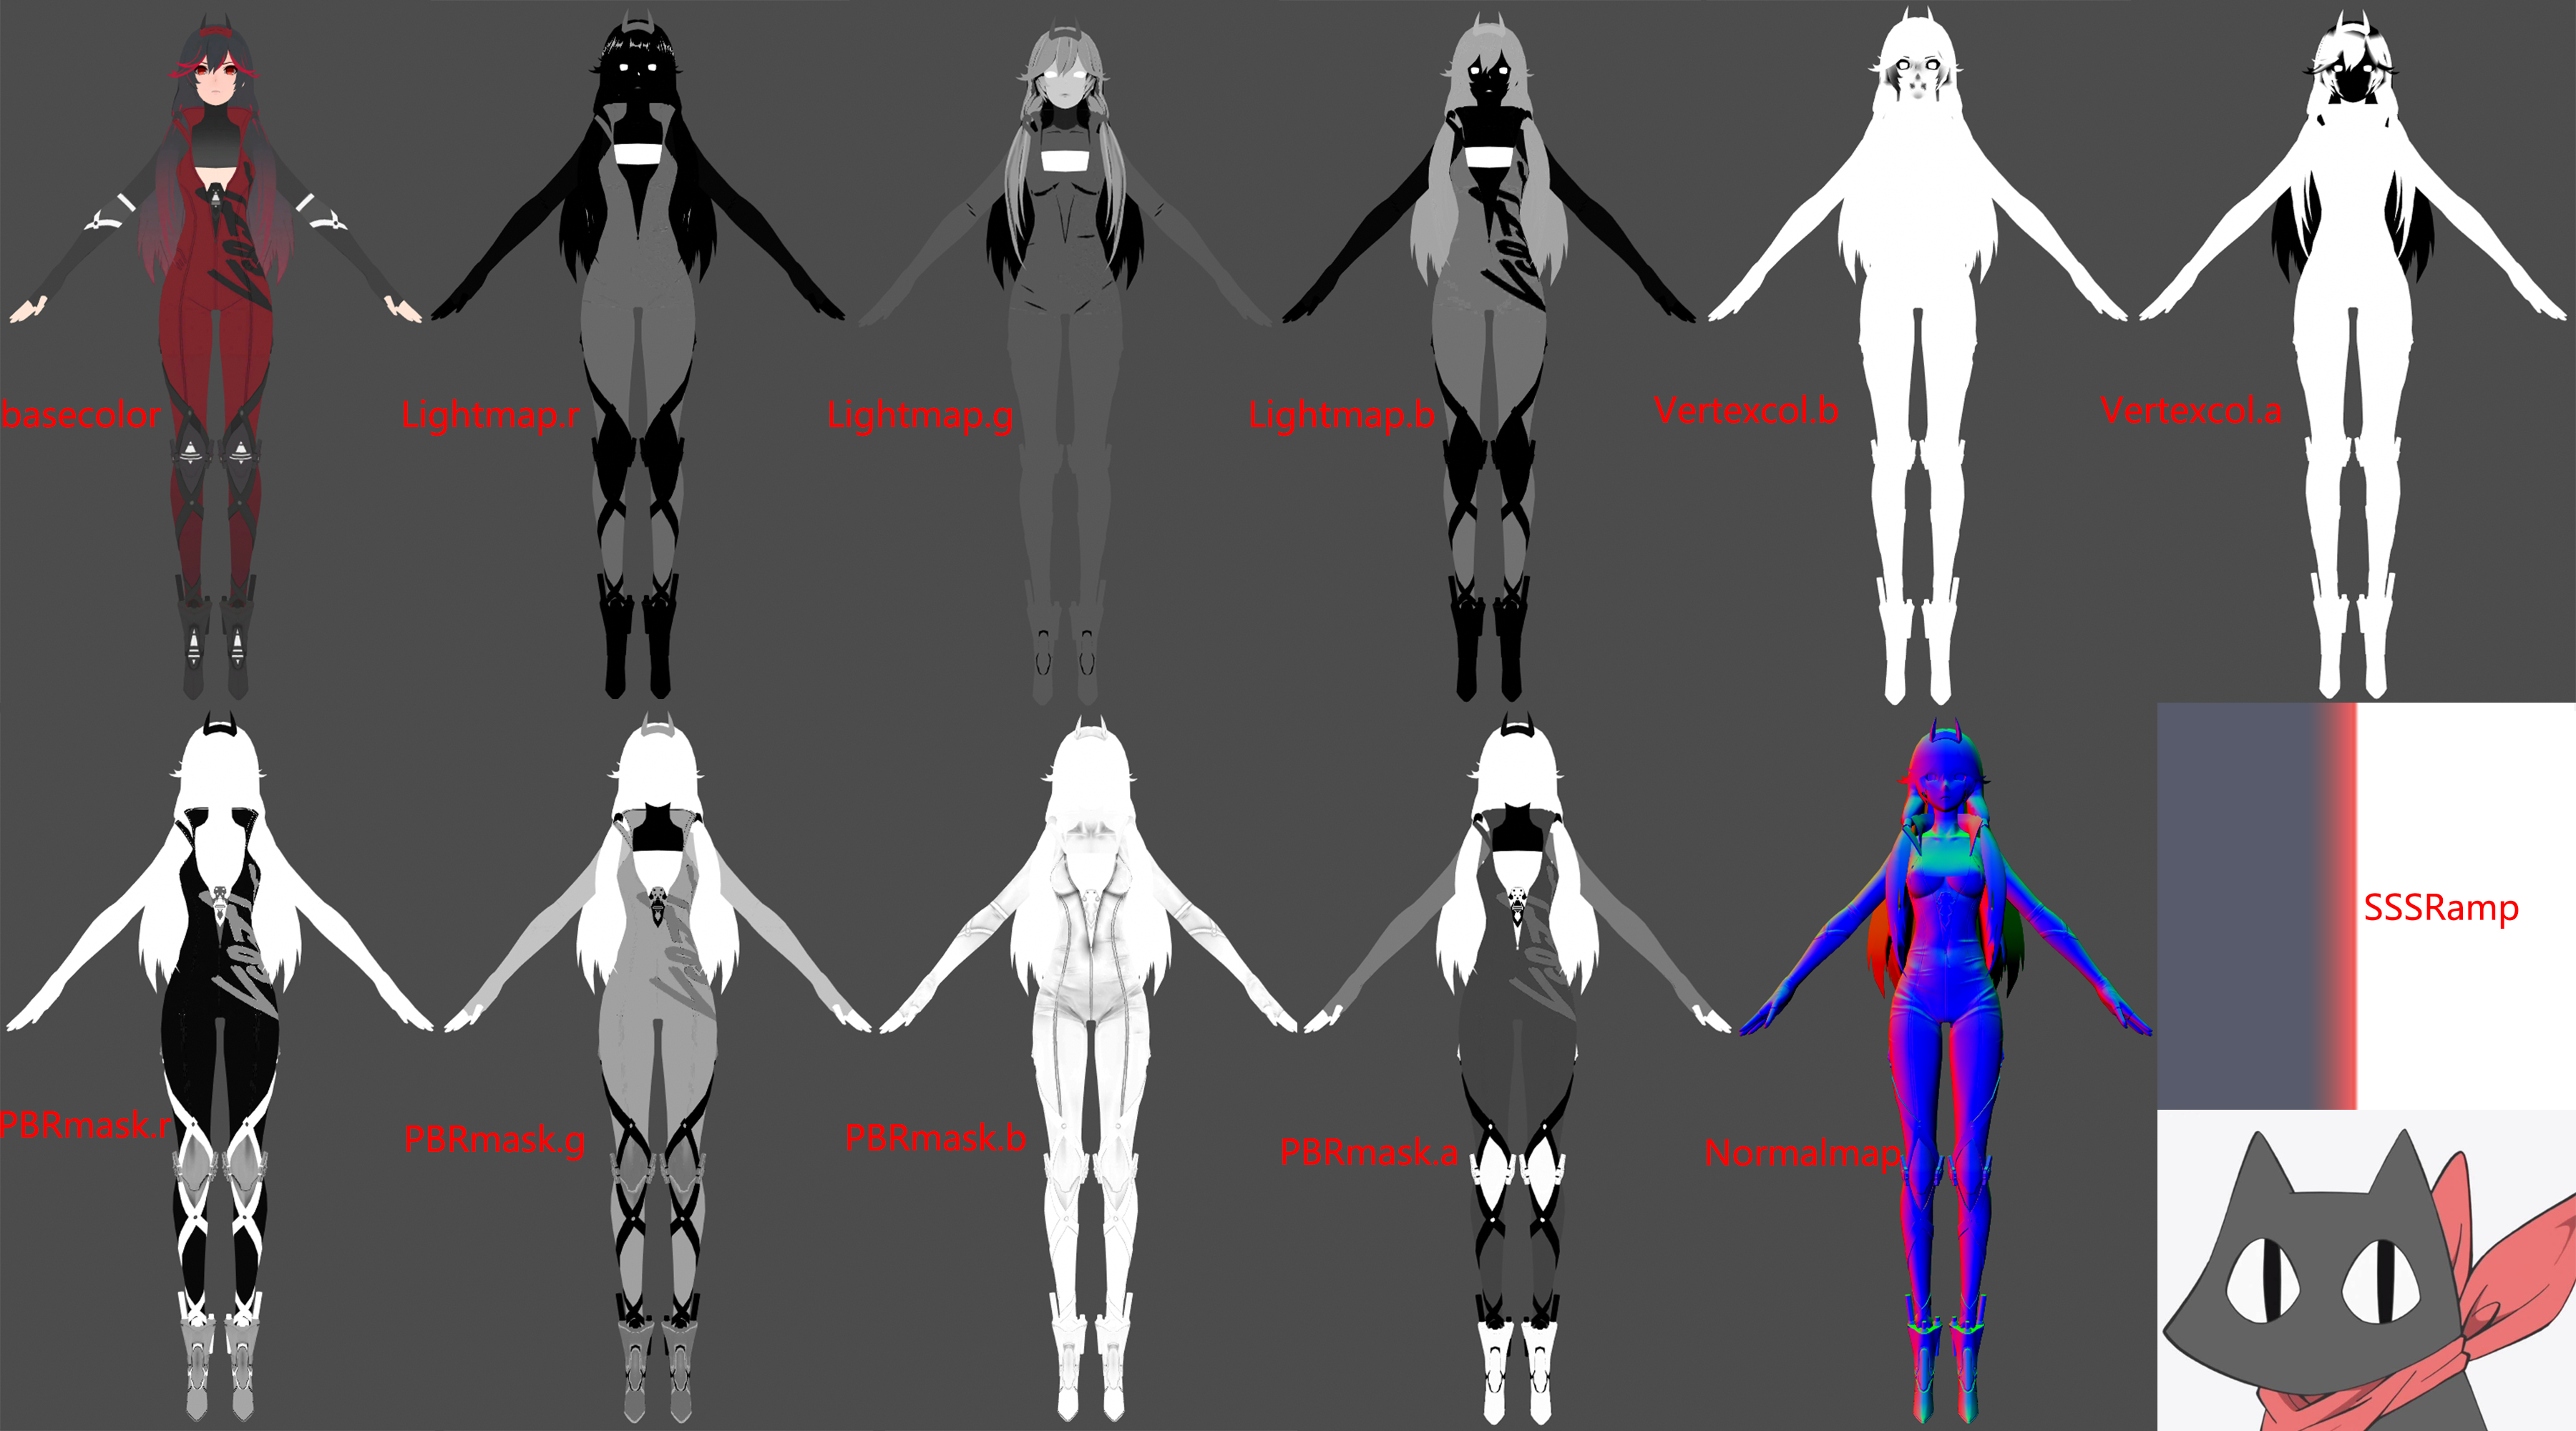 basecolor
Lightmap.r
Lightmap.g
Lightmap.b
Vertexcol.b
Vertexcol.a
PBRmask.r
PBRmask.g
PBRmask.b
PBRmask.a
Normalmap
SSSRamp